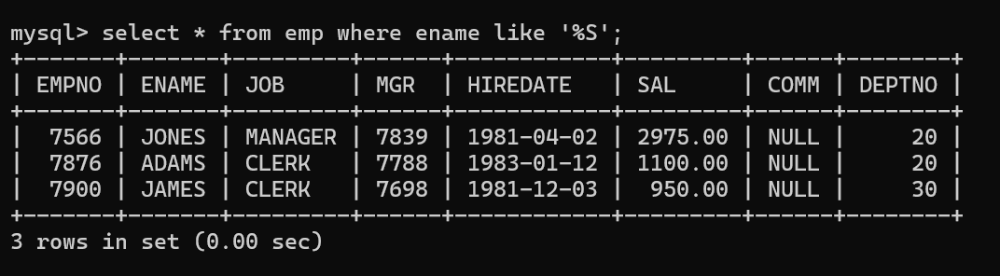 mysql> select * from emp where ename like '%S';
+-------+-------+---------+------+------------+---------+------+--------+
| EMPNO | ENAME | JOB     | MGR  | HIREDATE   | SAL     | COMM | DEPTNO |
+-------+-------+---------+------+------------+---------+------+--------+
|  7566 | JONES | MANAGER | 7839 | 1981-04-02 | 2975.00 | NULL |     20 |
|  7876 | ADAMS | CLERK   | 7788 | 1983-01-12 | 1100.00 | NULL |     20 |
|  7900 | JAMES | CLERK   | 7698 | 1981-12-03 |  950.00 | NULL |     30 |
+-------+-------+---------+------+------------+---------+------+--------+
3 rows in set (0.00 sec)